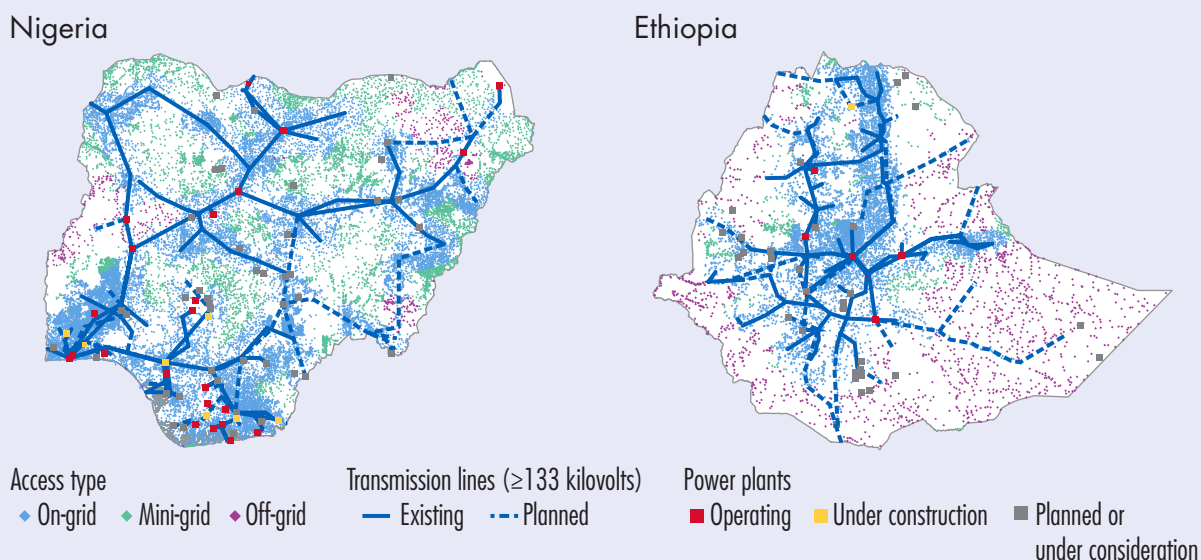 Nigeria
Ethiopia
Access type
On-grid Mini-grid Off-grid
Transmission lines (≥133 kilovolts)
Existing Planned
Power plants
Operating Under construction Planned or
under consideration